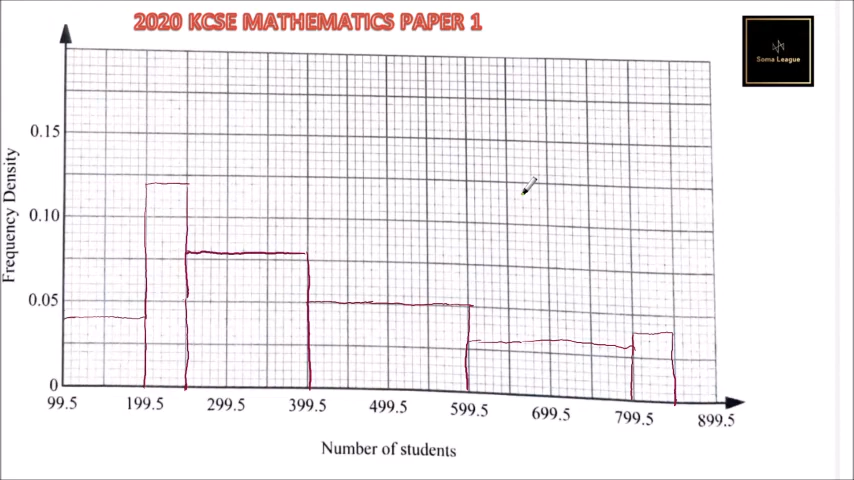 2020 KCSE MATHEMATICS PAPER 1
Soma League
Frequency Density
0.15
0.10
0.05
0
99.5 199.5 299.5 399.5 499.5 599.5 699.5 799.5 899.5
Number of students